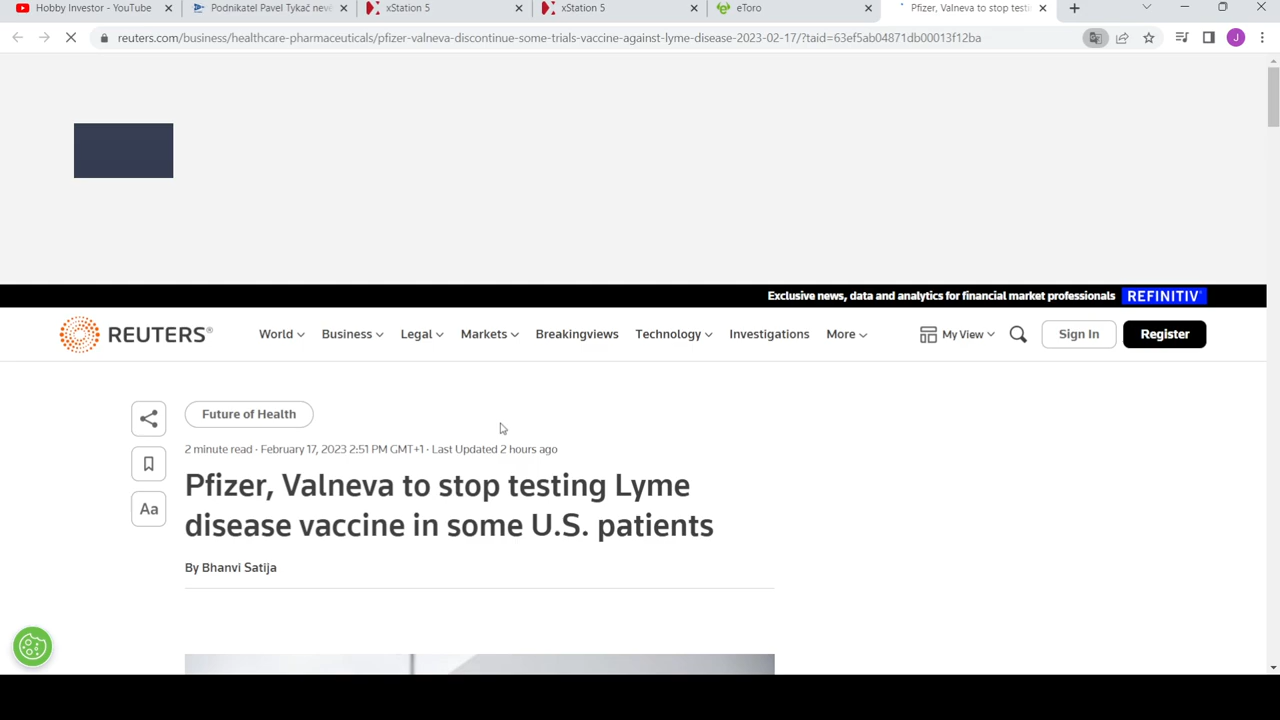 Hobby Investor - YouTube
Podnikatel Pavel Tykač nev
xStation 5
xStation 5
eToro
Pfizer, Valneva to stop testi
reuters.com/business/healthcare-pharmaceuticals/pfizer-valneva-discontinue-some-trials-vaccine-against-lyme-disease-2023-02-17/?taid=63ef5ab04871db00013f12ba
J
Exclusive news, data and analytics for financial market professionals REFINITIV
REUTERS®
World
Business
Legal
Markets
Breakingviews
Technology
Investigations
More
My View
Sign In
Register
Future of Health
2 minute read · February 17, 2023 2:51 PM GMT+1 · Last Updated 2 hours ago
Pfizer, Valneva to stop testing Lyme
disease vaccine in some U.S. patients
Aa
By Bhanvi Satija